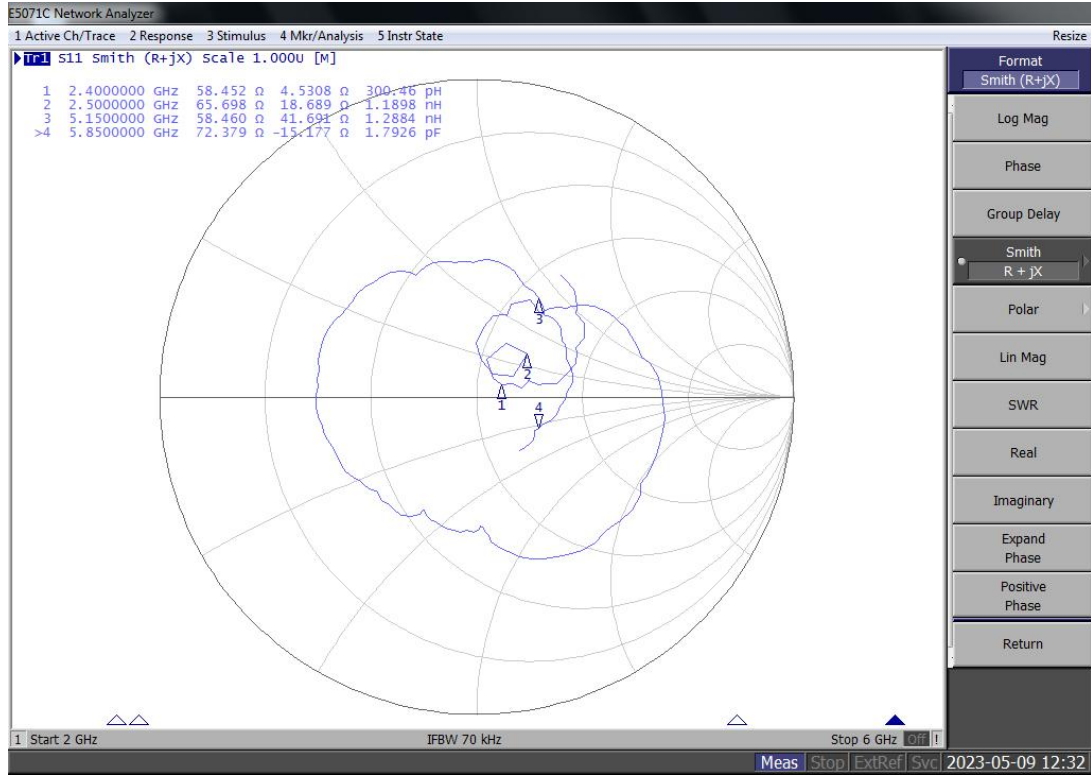 E5071C Network Analyzer
1 Active Ch/Trace 2 Response 3 Stimulus 4 Mkr/Analysis 5 Instr State
Resize
Tr1 S11 Smith (R+jX) Scale 1.000U [M]
1 2.4000000 GHz 58.452 Ω 4.5308 Ω 300.46 pH
2 2.5000000 GHz 65.698 Ω 18.689 Ω 1.1898 nH
3 5.1500000 GHz 58.460 Ω 41.691 Ω 1.2884 nH
>4 5.8500000 GHz 72.379 Ω -15.177 Ω 1.7926 pF
3
2
1
4
Format
Smith (R+jX)
Log Mag
Phase
Group Delay
Smith
R + jX
Polar
Lin Mag
SWR
Real
Imaginary
Expand
Phase
Positive
Phase
Return
1 Start 2 GHz
IFBW 70 kHz
Stop 6 GHz Off !
Meas Stop ExtRef Svc 2023-05-09 12:32